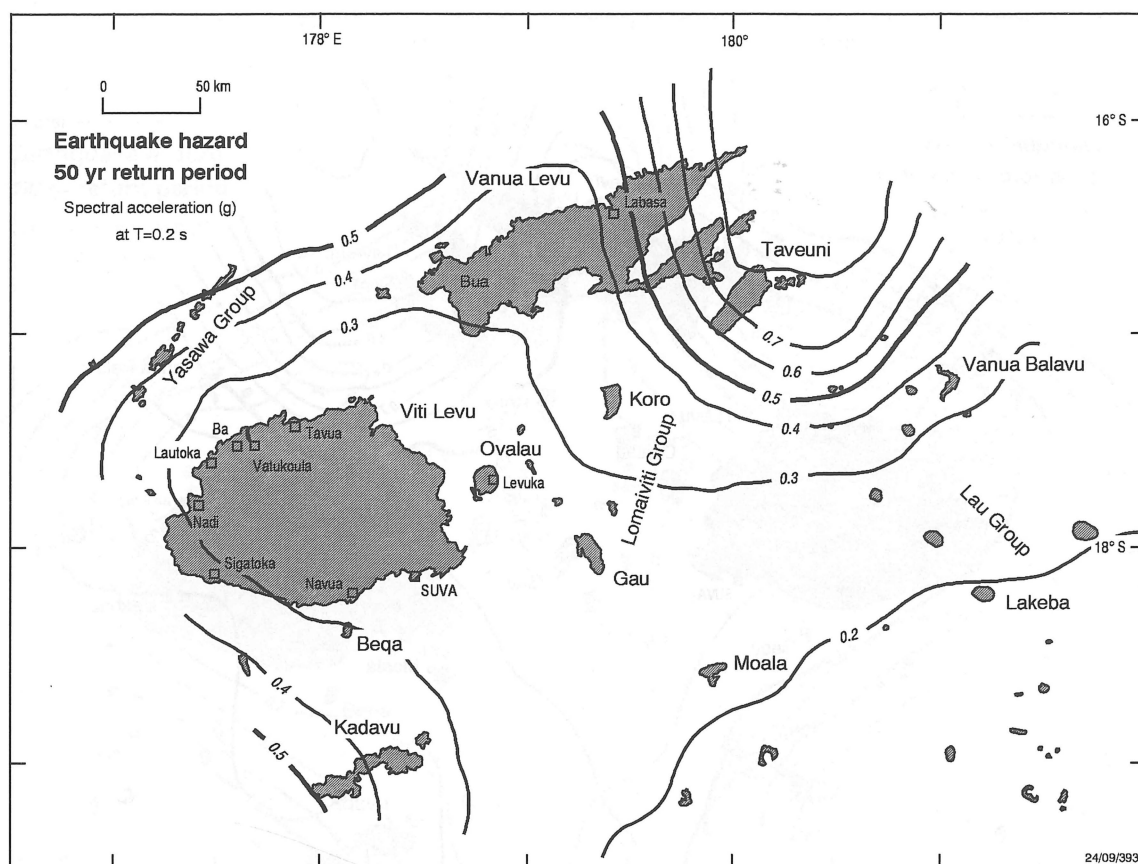 178° E
180°
0 50 km
16° S
Earthquake hazard
50 yr return period
Spectral acceleration (g)
at T=0.2 s
Vanua Levu
Labasa
Taveuni
0.5
0.4
0.3
Bua
Yasawa Group
0.7
0.6
0.5
0.4
0.3
Vanua Balavu
Koro
Viti Levu
Ba
Tavua
Lautoka
Vatukoula
Ovalau
Levuka
Lomaiviti Group
Nadi
Lau Group
18° S
Sigatoka
Navua
SUVA
Gau
Lakeba
Beqa
0.2
Moala
0.4
Kadavu
0.5
24/09/393